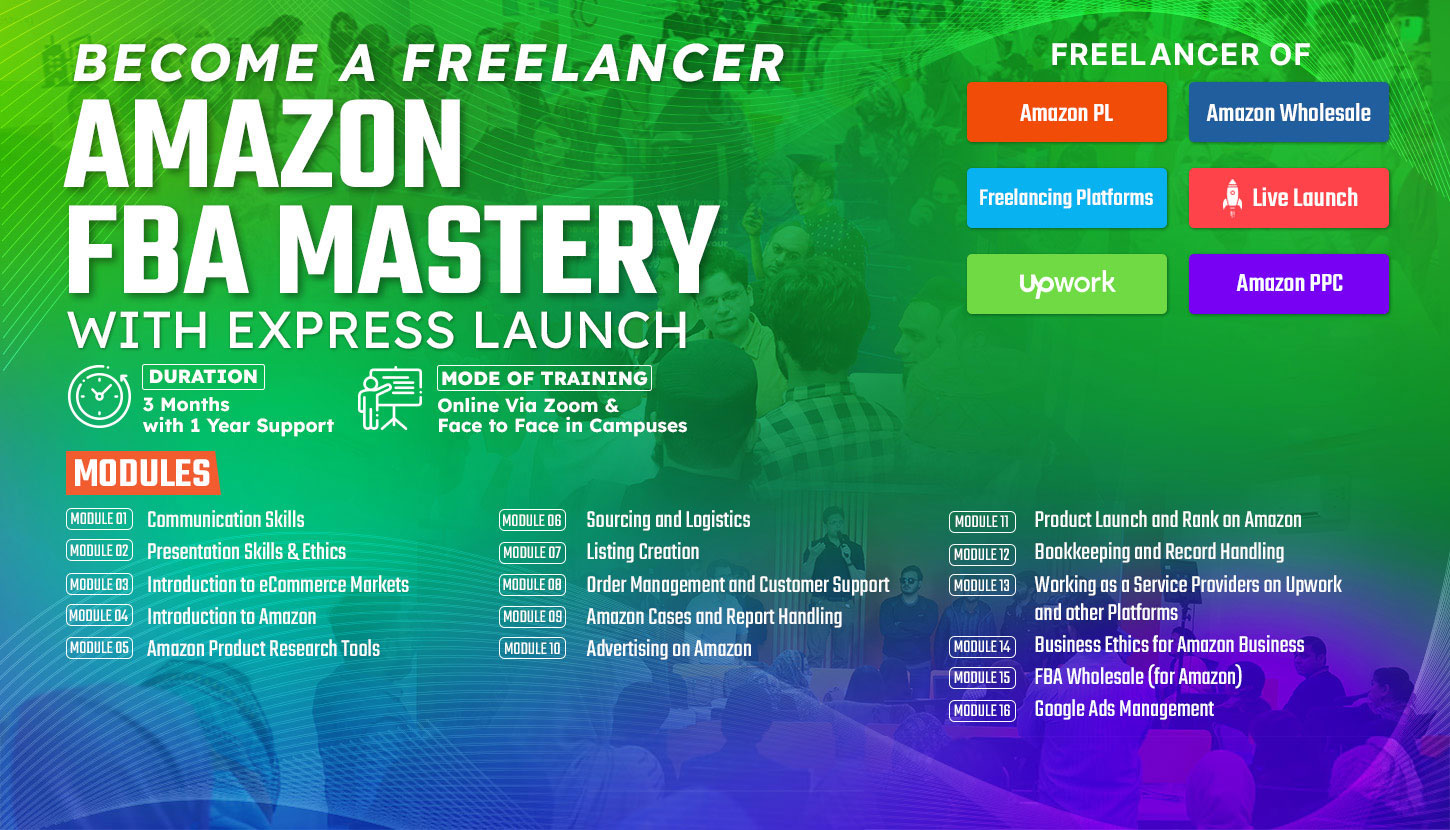 BECOME A FREELANCER
AMAZON
FBA MASTERY
WITH EXPRESS LAUNCH
DURATION
3 Months
with 1 Year Support
MODE OF TRAINING
Online Via Zoom &
Face to Face in Campuses
FREELANCER OF
Amazon PL
Amazon Wholesale
Freelancing Platforms
Live Launch
Upwork
Amazon PPC
MODULES
MODULE 01 Communication Skills
MODULE 02 Presentation Skills & Ethics
MODULE 03 Introduction to eCommerce Markets
MODULE 04 Introduction to Amazon
MODULE 05 Amazon Product Research Tools
MODULE 06 Sourcing and Logistics
MODULE 07 Listing Creation
MODULE 08 Order Management and Customer Support
MODULE 09 Amazon Cases and Report Handling
MODULE 10 Advertising on Amazon
MODULE 11 Product Launch and Rank on Amazon
MODULE 12 Bookkeeping and Record Handling
MODULE 13 Working as a Service Providers on Upwork
and other Platforms
MODULE 14 Business Ethics for Amazon Business
MODULE 15 FBA Wholesale (for Amazon)
MODULE 16 Google Ads Management